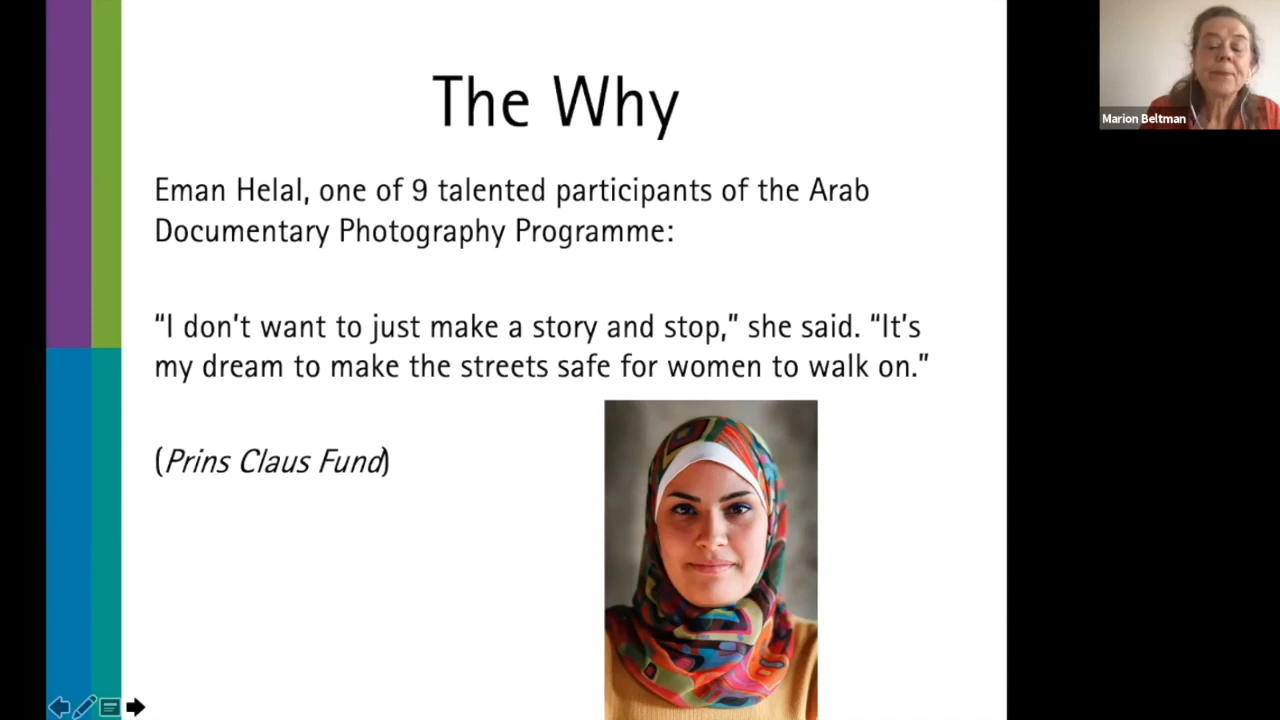 The Why
Eman Helal, one of 9 talented participants of the Arab
Documentary Photography Programme:
“I don’t want to just make a story and stop,” she said. “It’s
my dream to make the streets safe for women to walk on.”
(Prins Claus Fund)
Marion Beltman